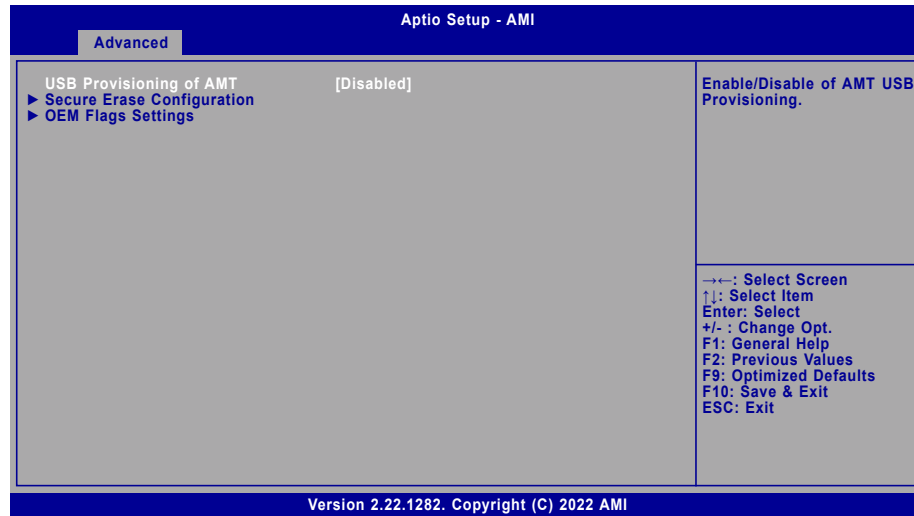 Aptio Setup - AMI
Advanced
USB Provisioning of AMT [Disabled]
▶ Secure Erase Configuration
▶ OEM Flags Settings
Enable/Disable of AMT USB
Provisioning.
→←: Select Screen
↑↓: Select Item
Enter: Select
+/- : Change Opt.
F1: General Help
F2: Previous Values
F9: Optimized Defaults
F10: Save & Exit
ESC: Exit
Version 2.22.1282. Copyright (C) 2022 AMI